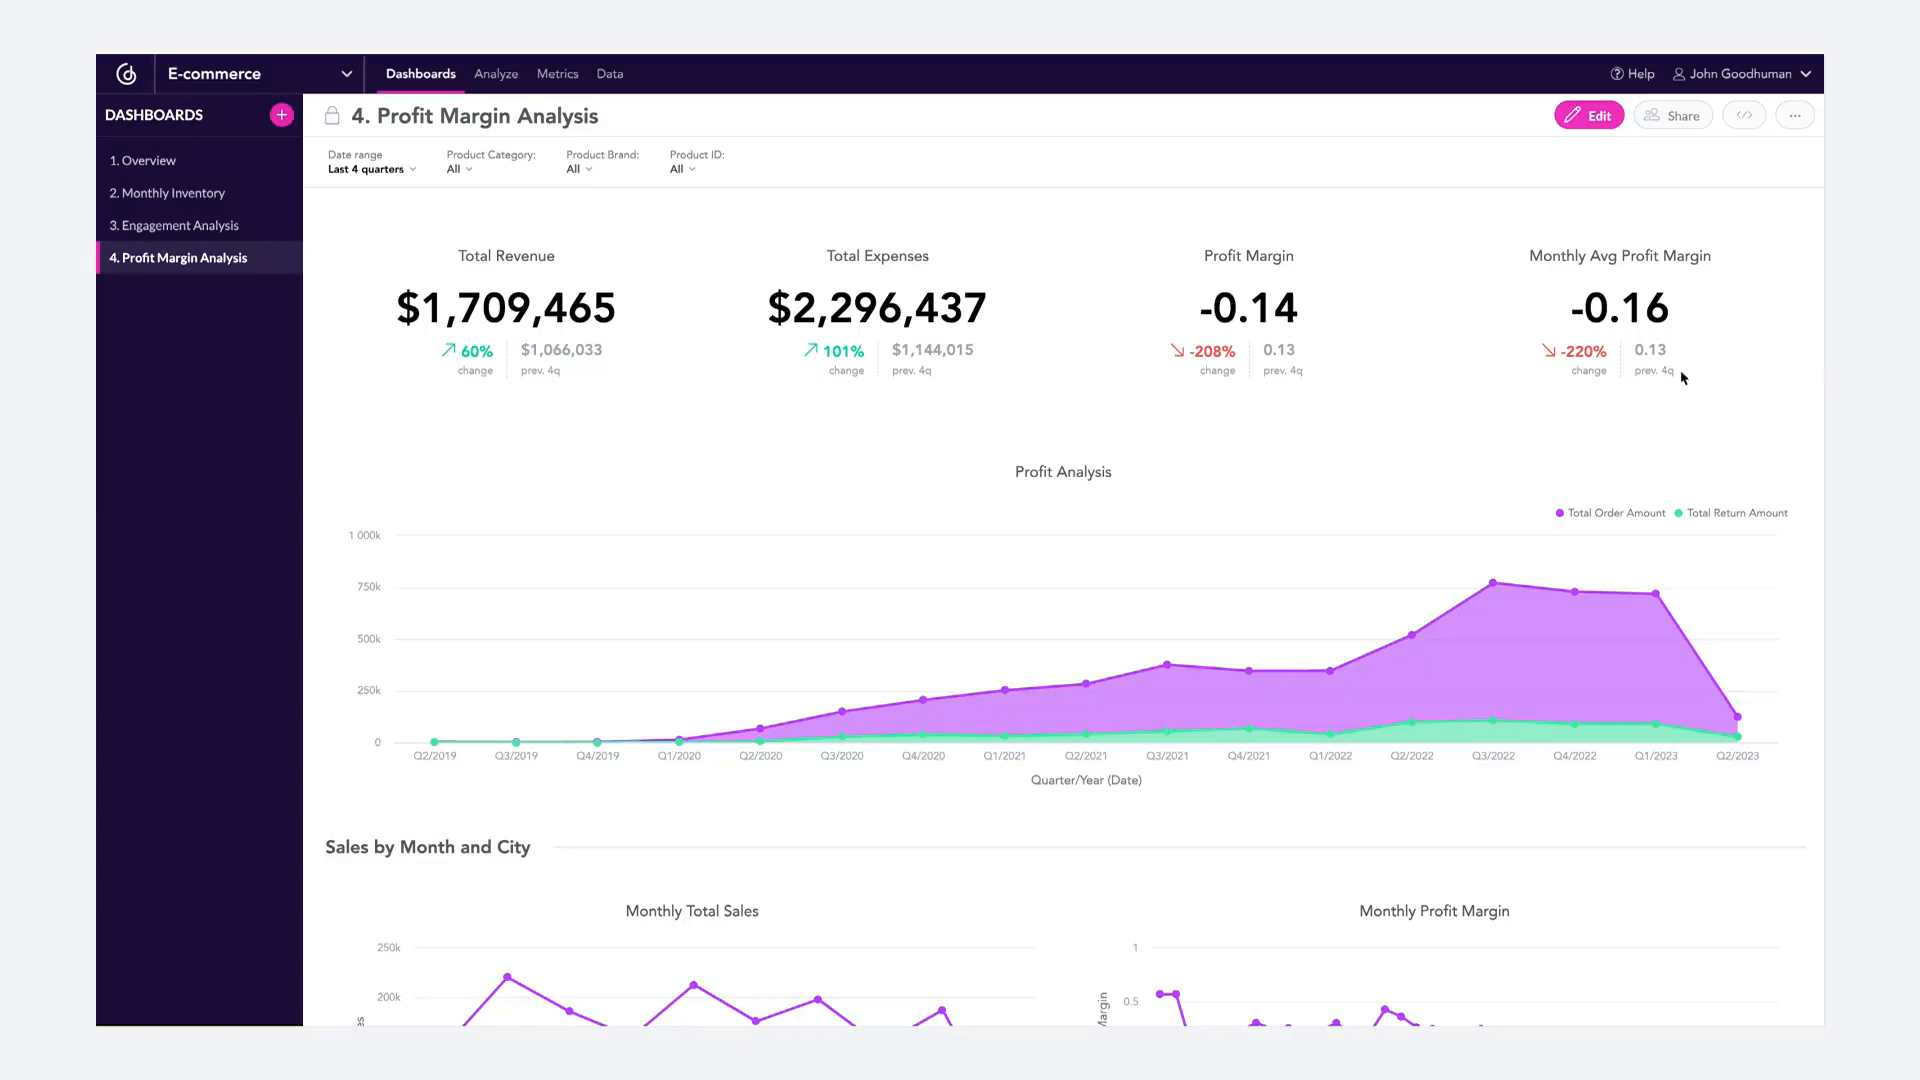 E-commerce
Dashboards Analyze Metrics Data
Help John Goodhuman
DASHBOARDS
+
1. Overview
2. Monthly Inventory
3. Engagement Analysis
4. Profit Margin Analysis
4. Profit Margin Analysis
Edit Share </> ...
Date range Product Category: Product Brand: Product ID:
Last 4 quarters All All All
Total Revenue
$1,709,465
60% $1,066,033
change prev. 4q
Total Expenses
$2,296,437
101% $1,144,015
change prev. 4q
Profit Margin
-0.14
-208% 0.13
change prev. 4q
Monthly Avg Profit Margin
-0.16
-220% 0.13
change prev. 4q
Profit Analysis
Total Order Amount Total Return Amount
1 000k
750k
500k
250k
0
Q2/2019 Q3/2019 Q4/2019 Q1/2020 Q2/2020 Q3/2020 Q4/2020 Q1/2021 Q2/2021 Q3/2021 Q4/2021 Q1/2022 Q2/2022 Q3/2022 Q4/2022 Q1/2023 Q2/2023
Quarter/Year (Date)
Sales by Month and City
Monthly Total Sales
250k
200k
Monthly Profit Margin
1
0.5
Margin